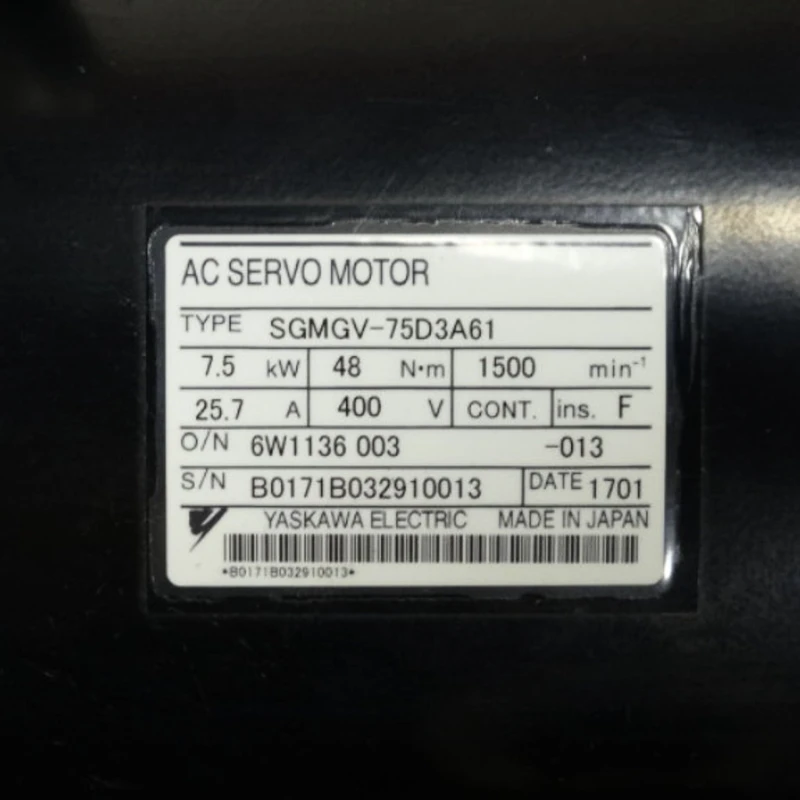 AC SERVO MOTOR
TYPE SGMGV-75D3A61
7.5 kW 48 N·m 1500 min⁻¹
25.7 A 400 V CONT. ins. F
O/N 6W1136 003 -013
S/N B0171B032910013 DATE 1701
YASKAWA ELECTRIC MADE IN JAPAN
*B0171B032910013*